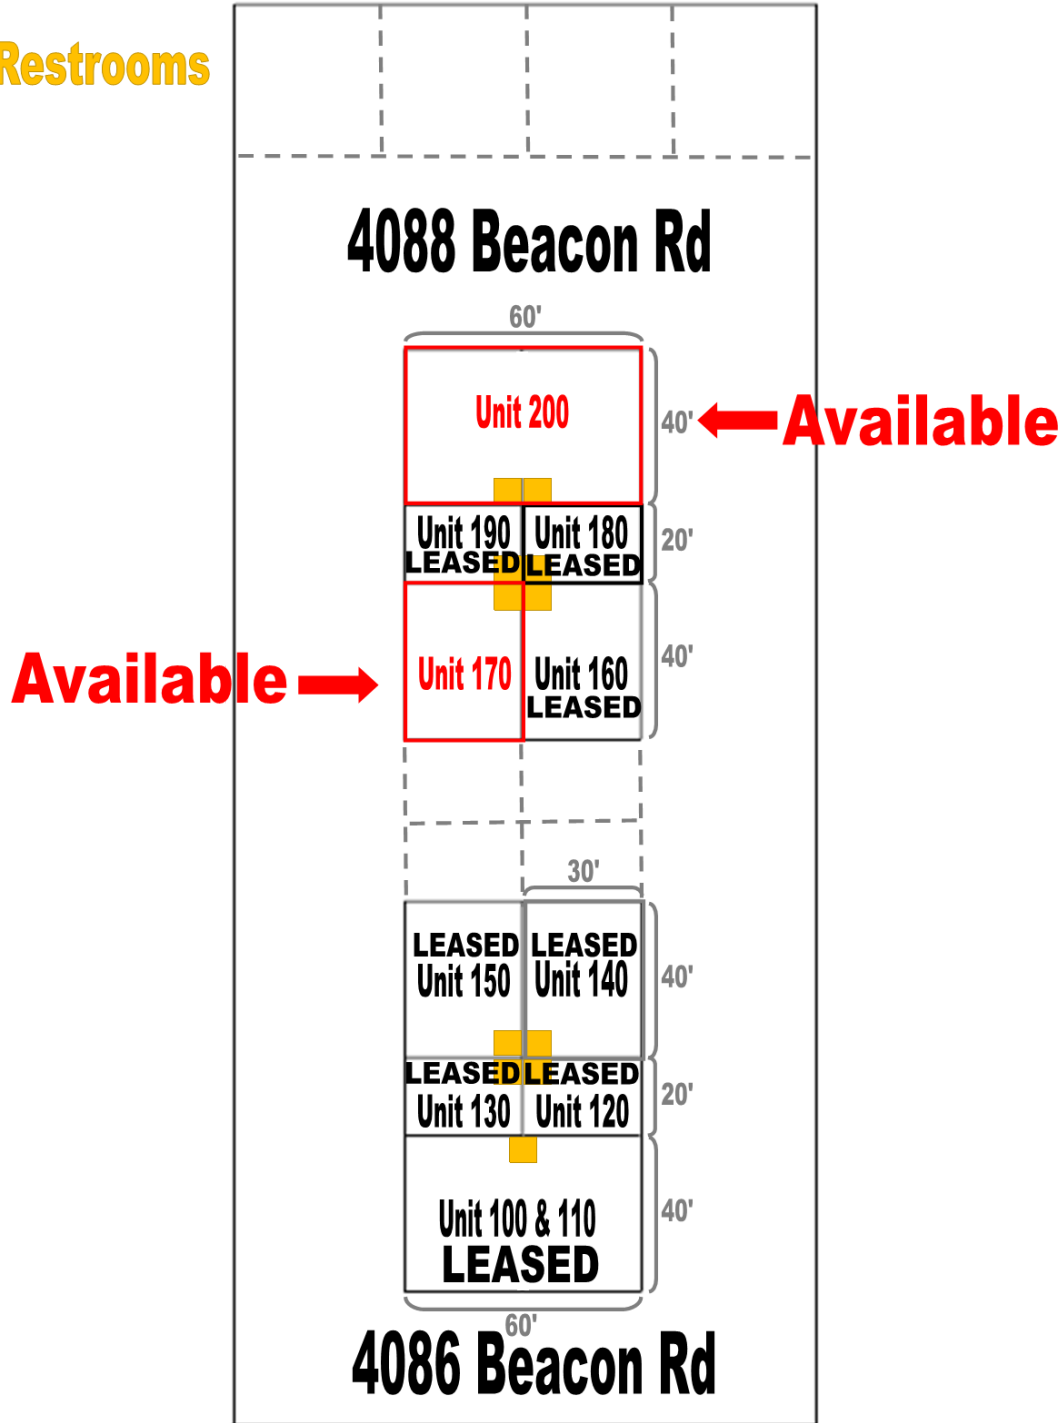 Restrooms
4088 Beacon Rd
60'
Unit 200
40'
Available
Unit 190
LEASED
Unit 180
LEASED
20'
Available
Unit 170
Unit 160
LEASED
40'
30'
LEASED
Unit 150
LEASED
Unit 140
40'
LEASED
Unit 130
LEASED
Unit 120
20'
Unit 100 & 110
LEASED
40'
60'
4086 Beacon Rd